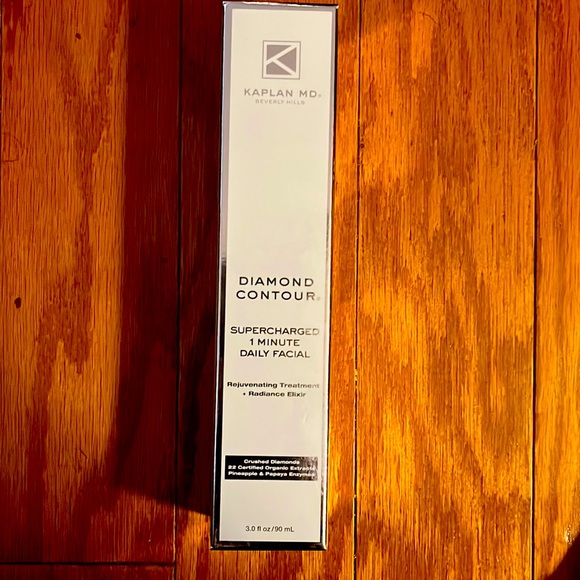 KAPLAN MD®
BEVERLY HILLS
DIAMOND
CONTOUR®
SUPERCHARGED
1 MINUTE
DAILY FACIAL
Rejuvenating Treatment
+ Radiance Elixir
Crushed Diamonds
22 Certified Organic Extracts
Pineapple & Papaya Enzymes
3.0 fl oz/90 mL